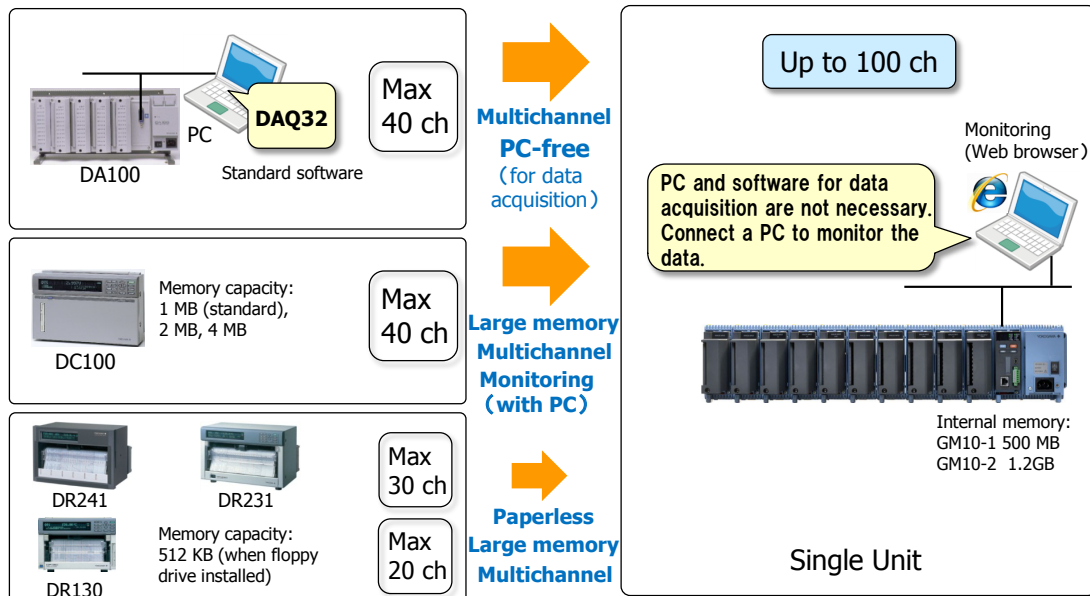 DAQ32
PC
DA100
Standard software
Max
40 ch
Multichannel
PC-free
(for data
acquisition)
Memory capacity:
1 MB (standard),
2 MB, 4 MB
DC100
Max
40 ch
Large memory
Multichannel
Monitoring
(with PC)
DR241
DR231
Max
30 ch
DR130
Memory capacity:
512 KB (when floppy
drive installed)
Max
20 ch
Paperless
Large memory
Multichannel
Up to 100 ch
Monitoring
(Web browser)
PC and software for data
acquisition are not necessary.
Connect a PC to monitor the
data.
YOKOGAWA
Internal memory:
GM10-1 500 MB
GM10-2 1.2GB
Single Unit